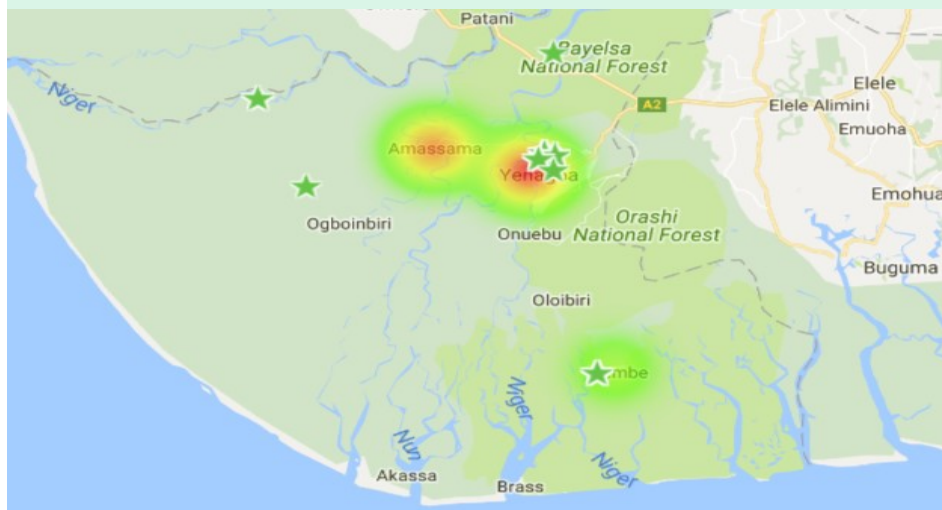 Patani
Bayelsa
National Forest
Niger
Elele
A2
Elele Alimini
Emuoha
Amassama
Emohua
Orashi
National Forest
Ogboinbiri
Onuebu
Buguma
Oloibiri
Niger
Nun
Niger
Akassa
Brass